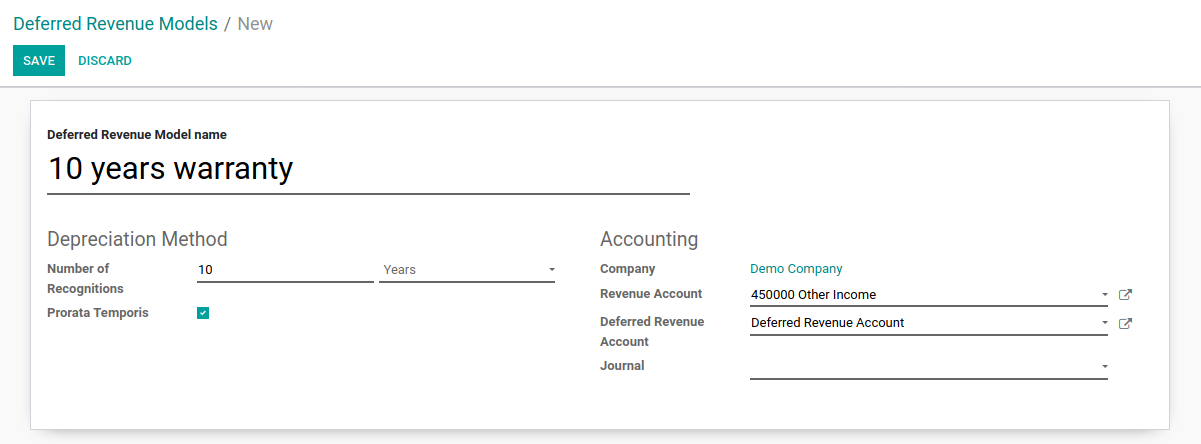 Deferred Revenue Models / New
SAVE DISCARD
Deferred Revenue Model name
10 years warranty
Depreciation Method
Number of Recognitions 10 Years
Prorata Temporis
Accounting
Company Demo Company
Revenue Account 450000 Other Income
Deferred Revenue Account Deferred Revenue Account
Journal